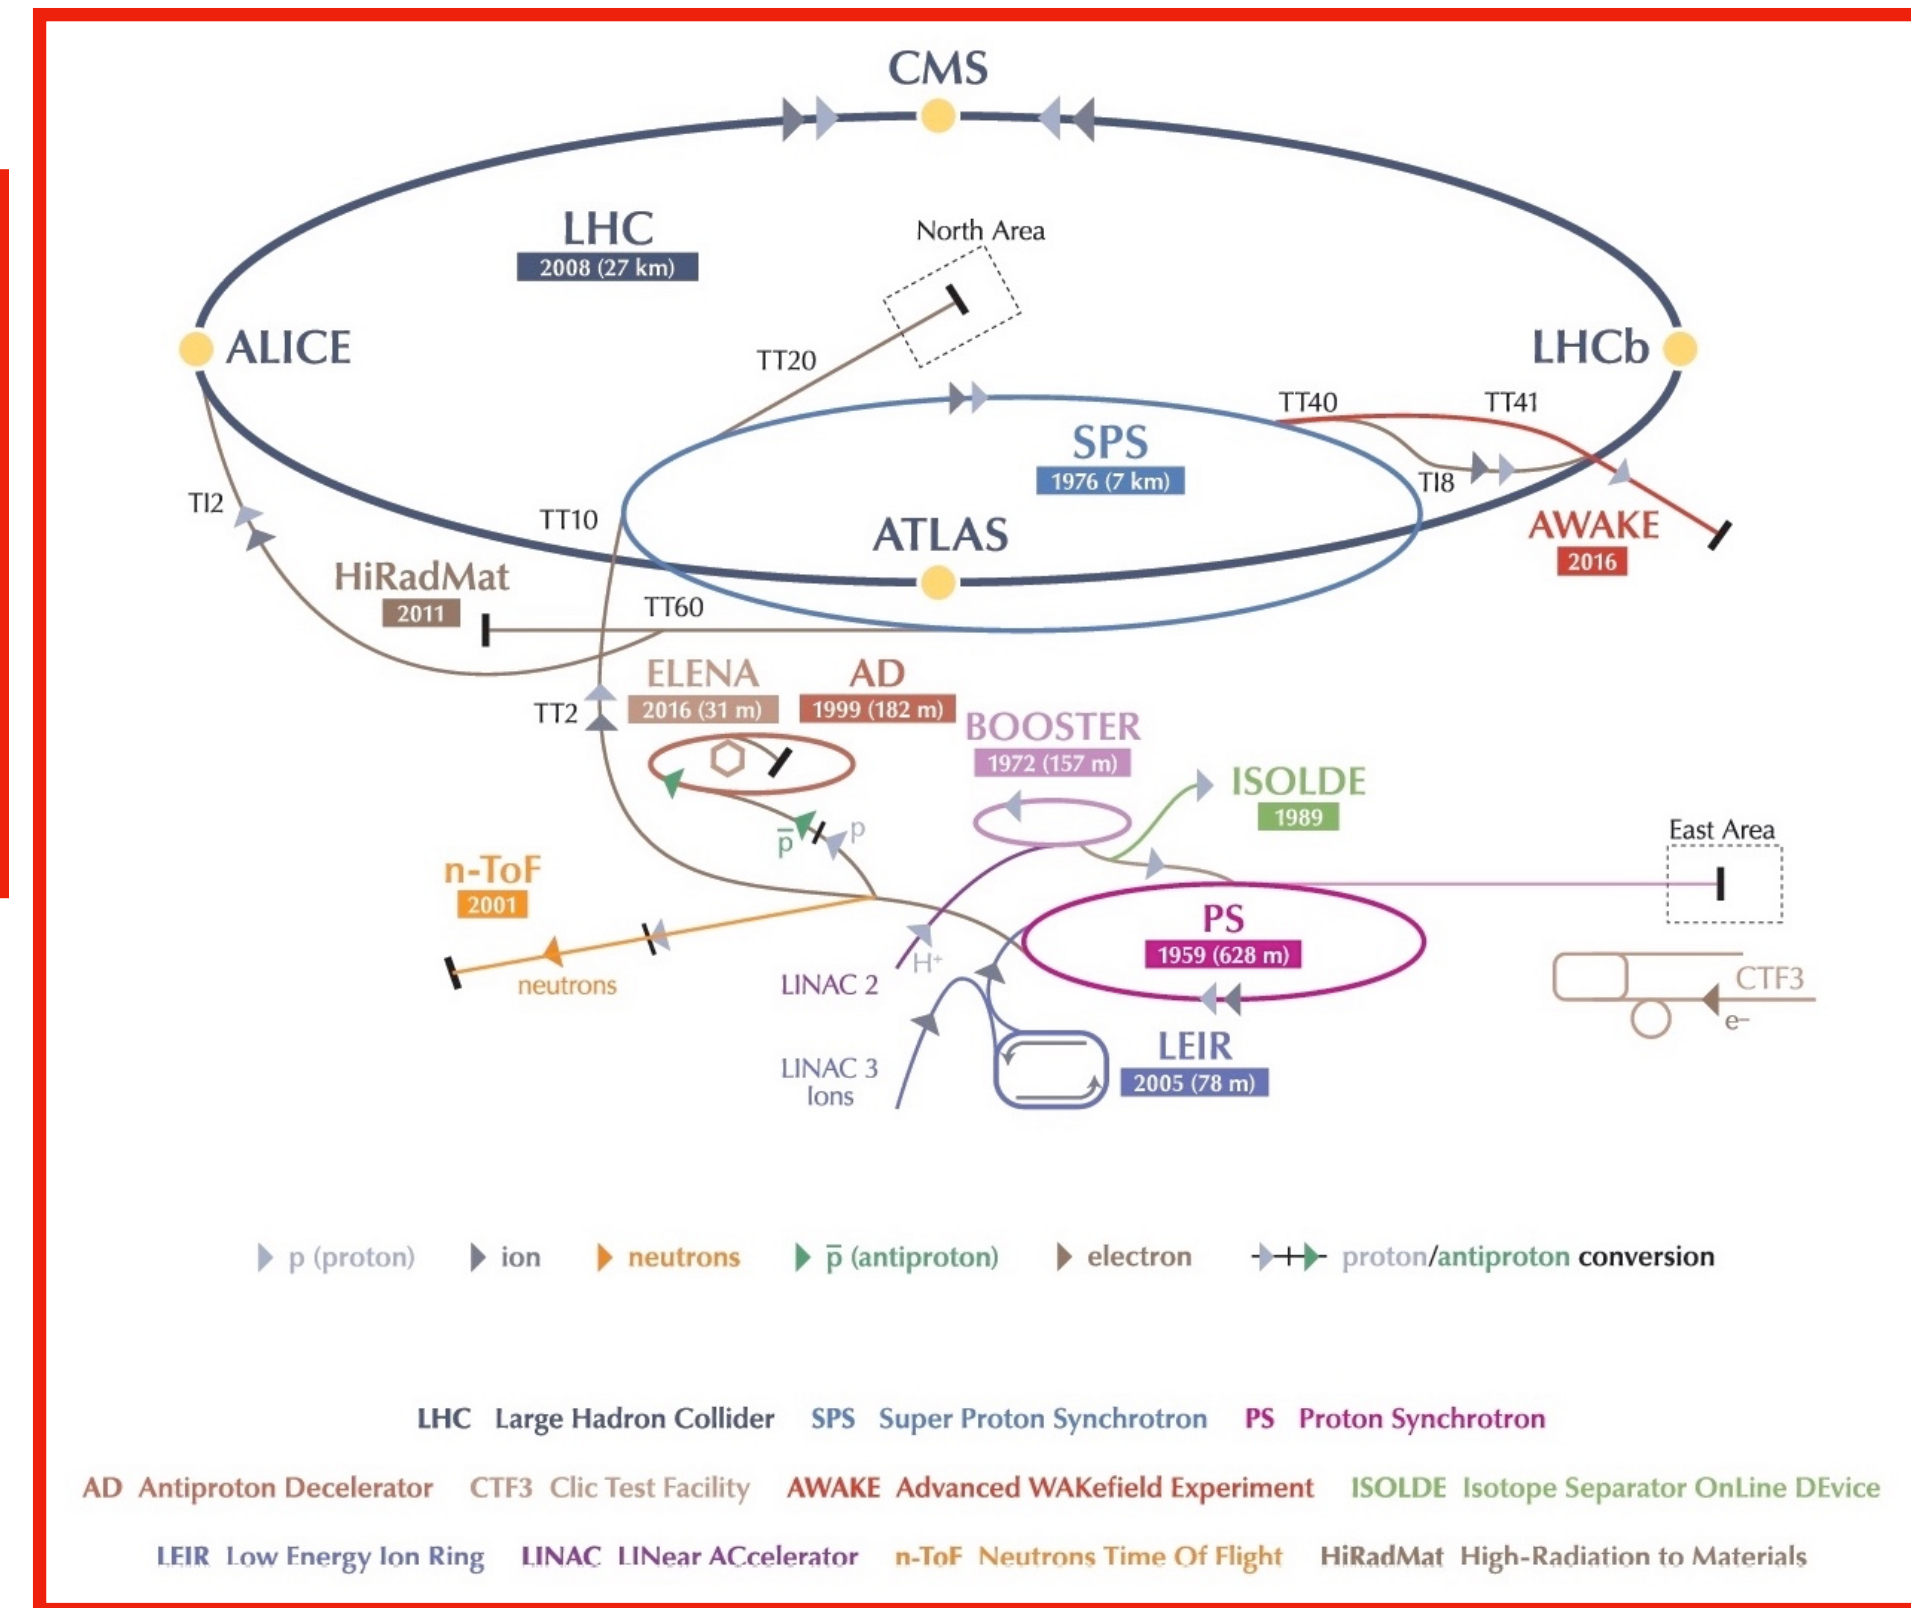 CMS
LHC
2008 (27 km)
North Area
ALICE
TT20
LHCb
TT40
TT41
SPS
1976 (7 km)
TI8
TI2
TT10
ATLAS
AWAKE
2016
HiRadMat
2011
TT60
ELENA
2016 (31 m)
AD
1999 (182 m)
TT2
BOOSTER
1972 (157 m)
ISOLDE
1989
p̅
p
East Area
n-ToF
2001
PS
1959 (628 m)
neutrons
LINAC 2
H+
CTF3
e–
LEIR
2005 (78 m)
LINAC 3
Ions
p (proton) ion neutrons p̅ (antiproton) electron proton/antiproton conversion
LHC Large Hadron Collider SPS Super Proton Synchrotron PS Proton Synchrotron
AD Antiproton Decelerator CTF3 Clic Test Facility AWAKE Advanced WAKefield Experiment ISOLDE Isotope Separator OnLine DEvice
LEIR Low Energy Ion Ring LINAC LINear ACcelerator n-ToF Neutrons Time Of Flight HiRadMat High-Radiation to Materials